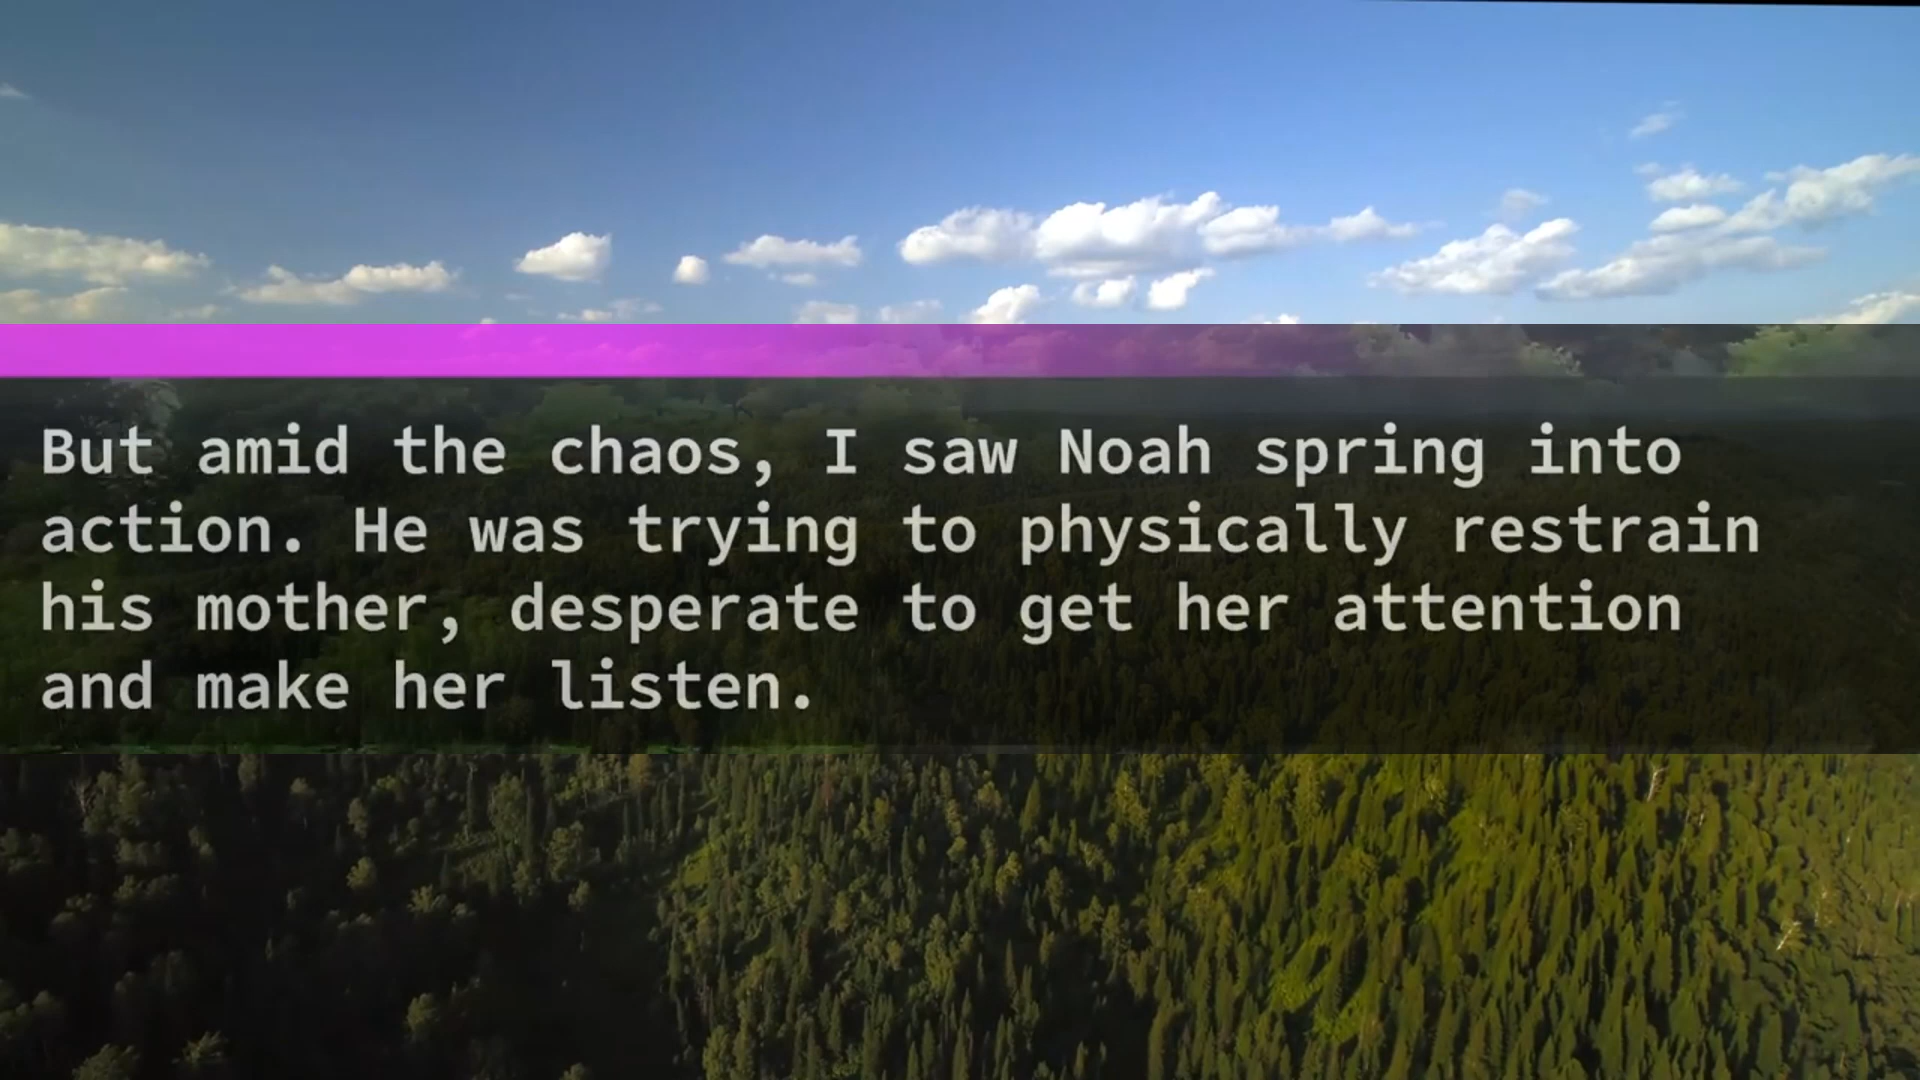 But amid the chaos, I saw Noah spring into
action. He was trying to physically restrain
his mother, desperate to get her attention
and make her listen.